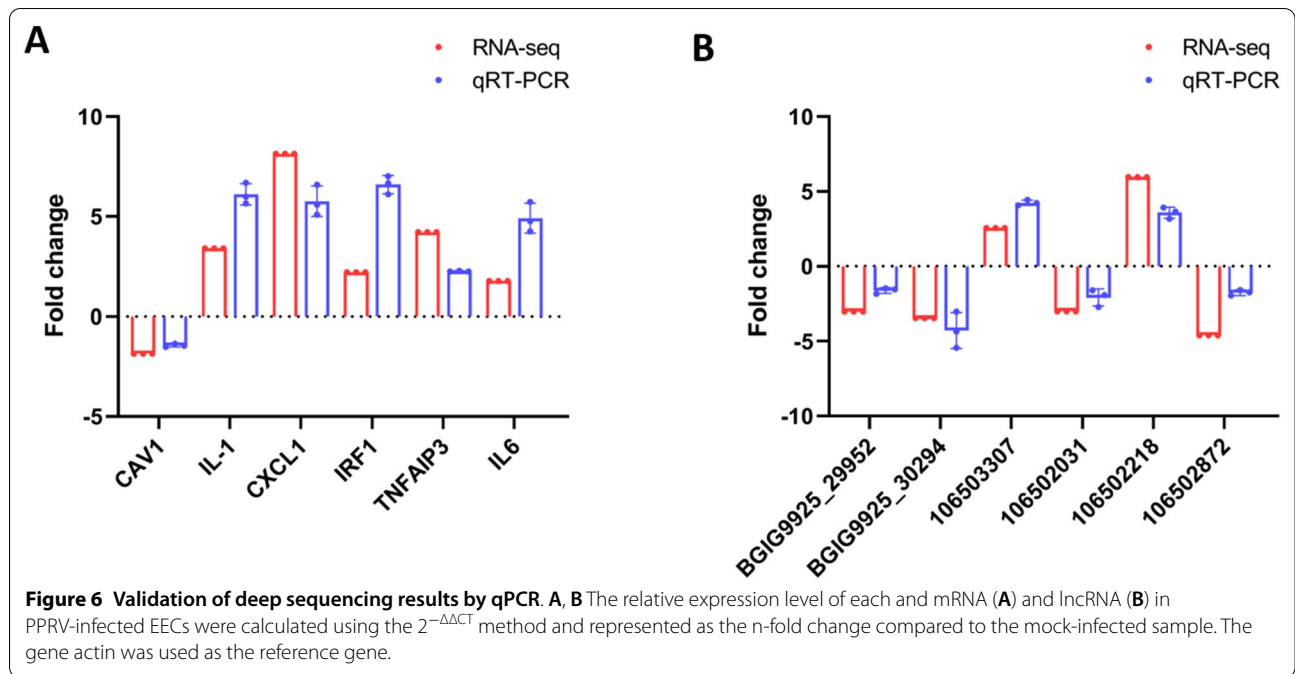 A
RNA-seq
qRT-PCR
Fold change
10
5
0
-5
CAV1
IL-1
CXCL1
IRF1
TNFAIP3
IL6
B
RNA-seq
qRT-PCR
Fold change
10
5
0
-5
-10
BGIG9925_29952
BGIG9925_30294
106503307
106502031
106502218
106502872
Figure 6 Validation of deep sequencing results by qPCR. A, B The relative expression level of each and mRNA (A) and lncRNA (B) in
PPRV-infected EECs were calculated using the 2−ΔΔCT method and represented as the n-fold change compared to the mock-infected sample. The
gene actin was used as the reference gene.